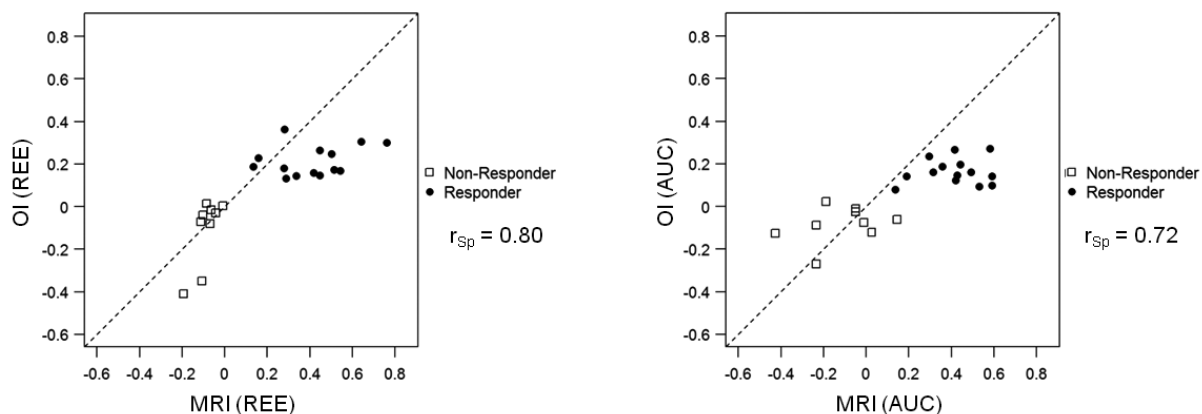 0.8
0.6
0.4
0.2
0
-0.2
-0.4
-0.6
OI (REE)
-0.6 -0.4 -0.2 0 0.2 0.4 0.6 0.8
MRI (REE)
Non-Responder
Responder
rSp = 0.80
0.8
0.6
0.4
0.2
0
-0.2
-0.4
-0.6
OI (AUC)
-0.6 -0.4 -0.2 0 0.2 0.4 0.6 0.8
MRI (AUC)
Non-Responder
Responder
rSp = 0.72